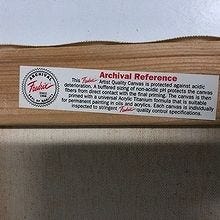 ARCHIVAL
Fredrix
SINCE
1868
QUALITY
Archival Reference
This Fredrix Artist Quality Canvas is protected against acidic
deterioration. A buffered sizing of non-acidic pH protects the canvas
fibers from direct contact with the final priming. The canvas is then
primed with a universal Acrylic Titanium formula that is suitable
for permanent painting in oils and acrylics. Each canvas is individually
inspected to stringent Fredrix quality control specifications.